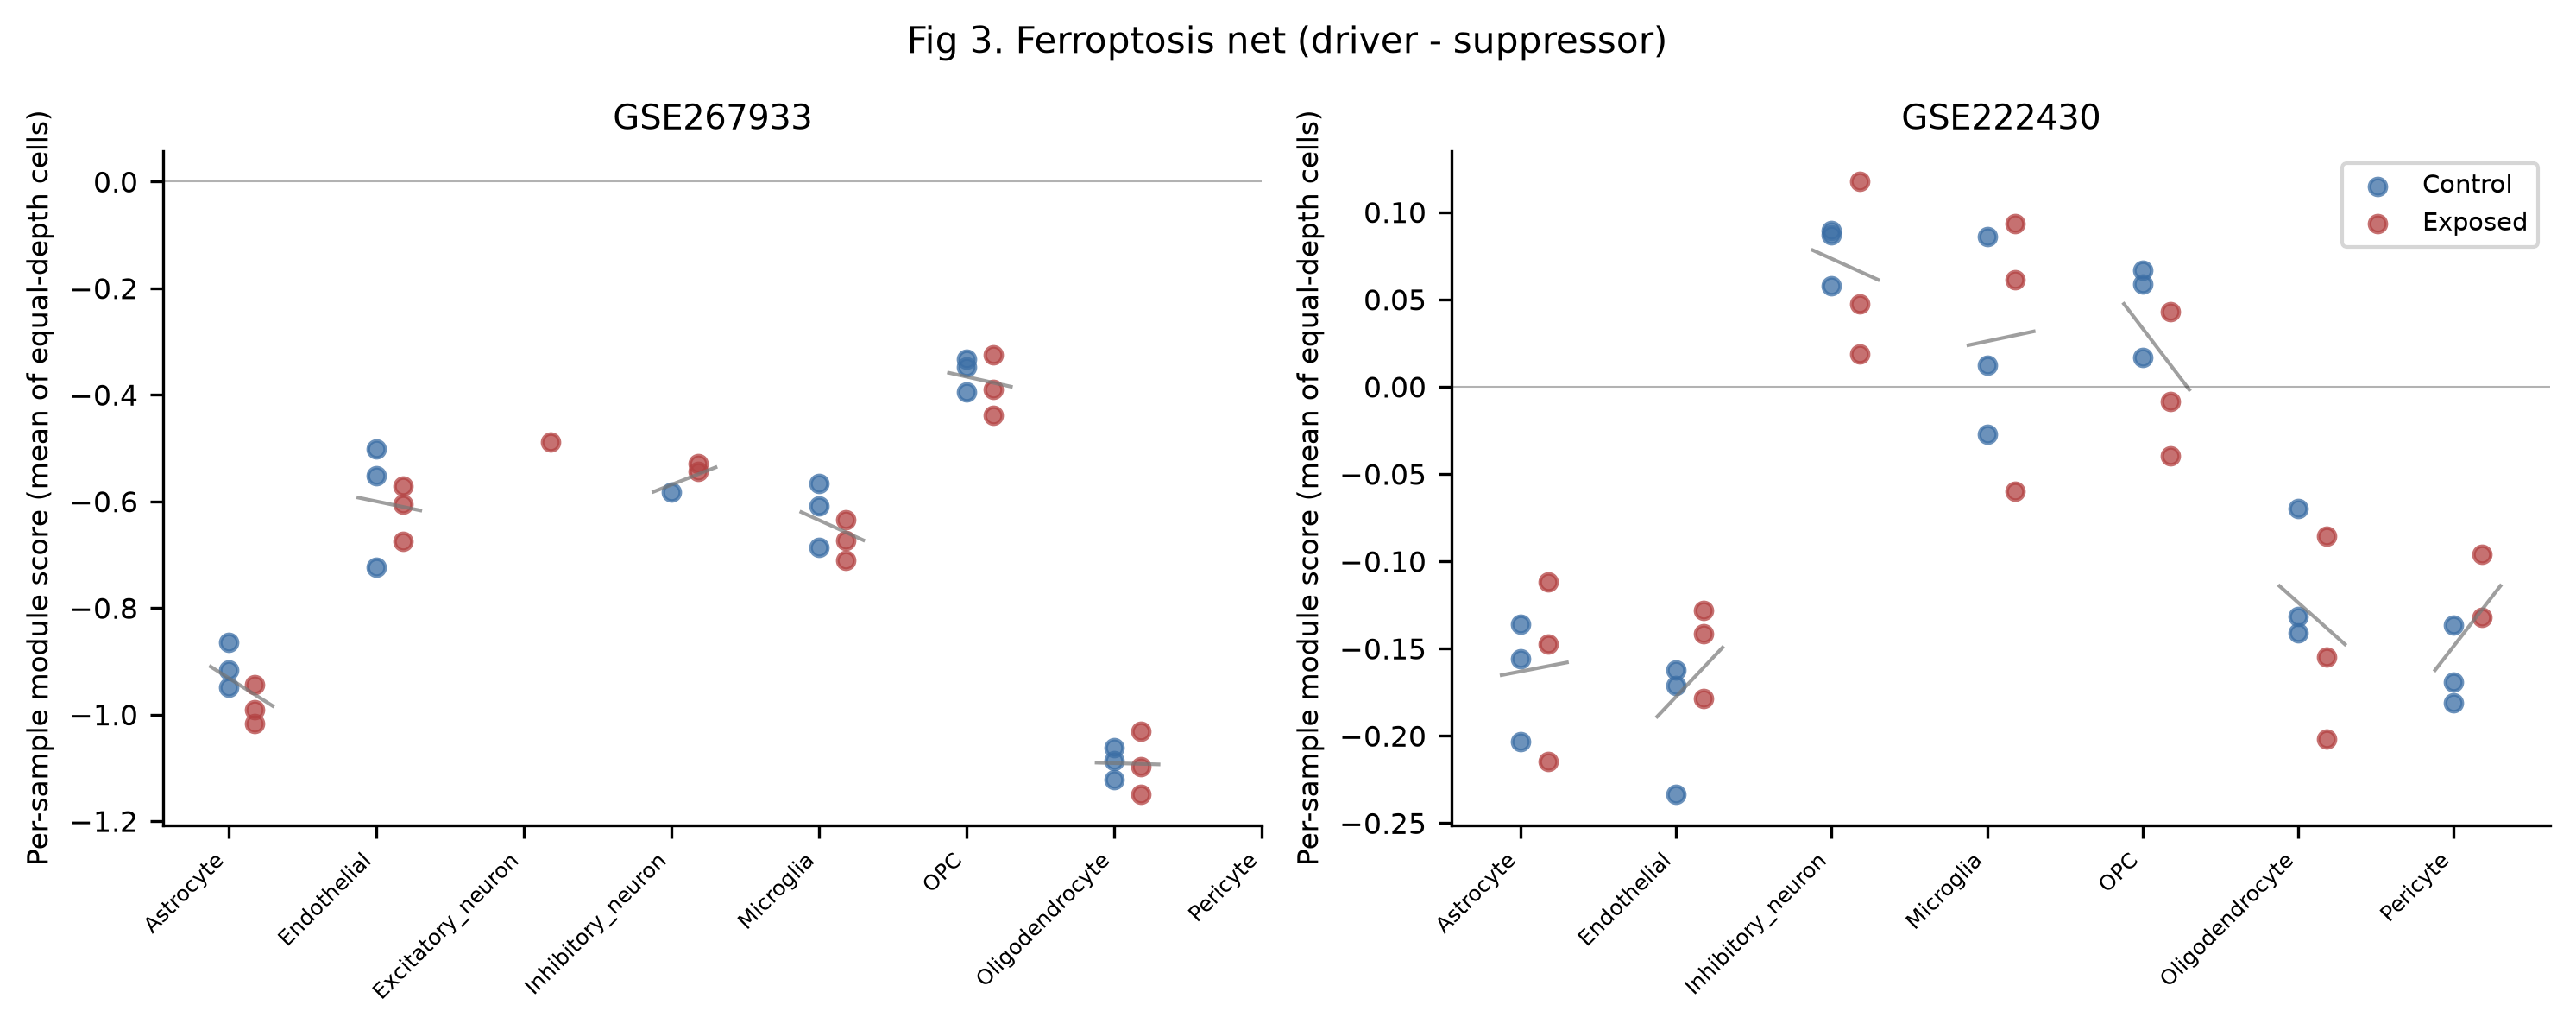 Fig 3. Ferroptosis net (driver - suppressor)
GSE267933
Per-sample module score (mean of equal-depth cells)
0.0
−0.2
−0.4
−0.6
−0.8
−1.0
−1.2
Astrocyte
Endothelial
Excitatory_neuron
Inhibitory_neuron
Microglia
OPC
Oligodendrocyte
Pericyte
GSE222430
Per-sample module score (mean of equal-depth cells)
0.10
0.05
0.00
−0.05
−0.10
−0.15
−0.20
−0.25
Control
Exposed
Astrocyte
Endothelial
Inhibitory_neuron
Microglia
OPC
Oligodendrocyte
Pericyte